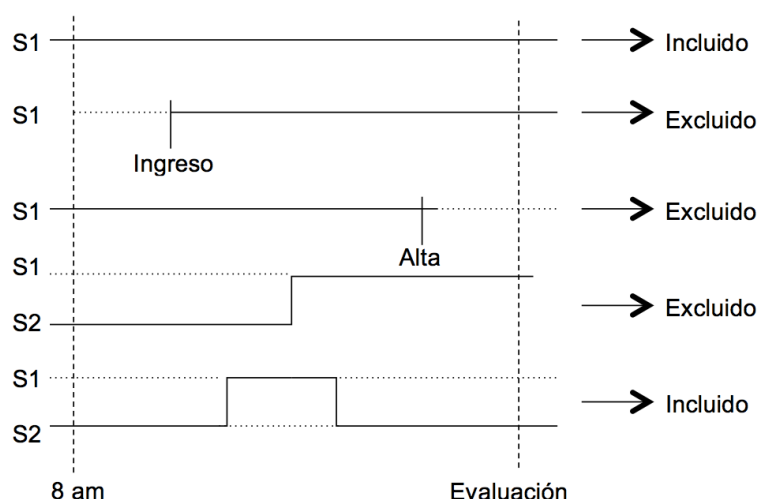 S1 Incluido
S1 Excluido
Ingreso
S1 Excluido
Alta
S1
S2 Excluido
S1
S2 Incluido
8 am Evaluación